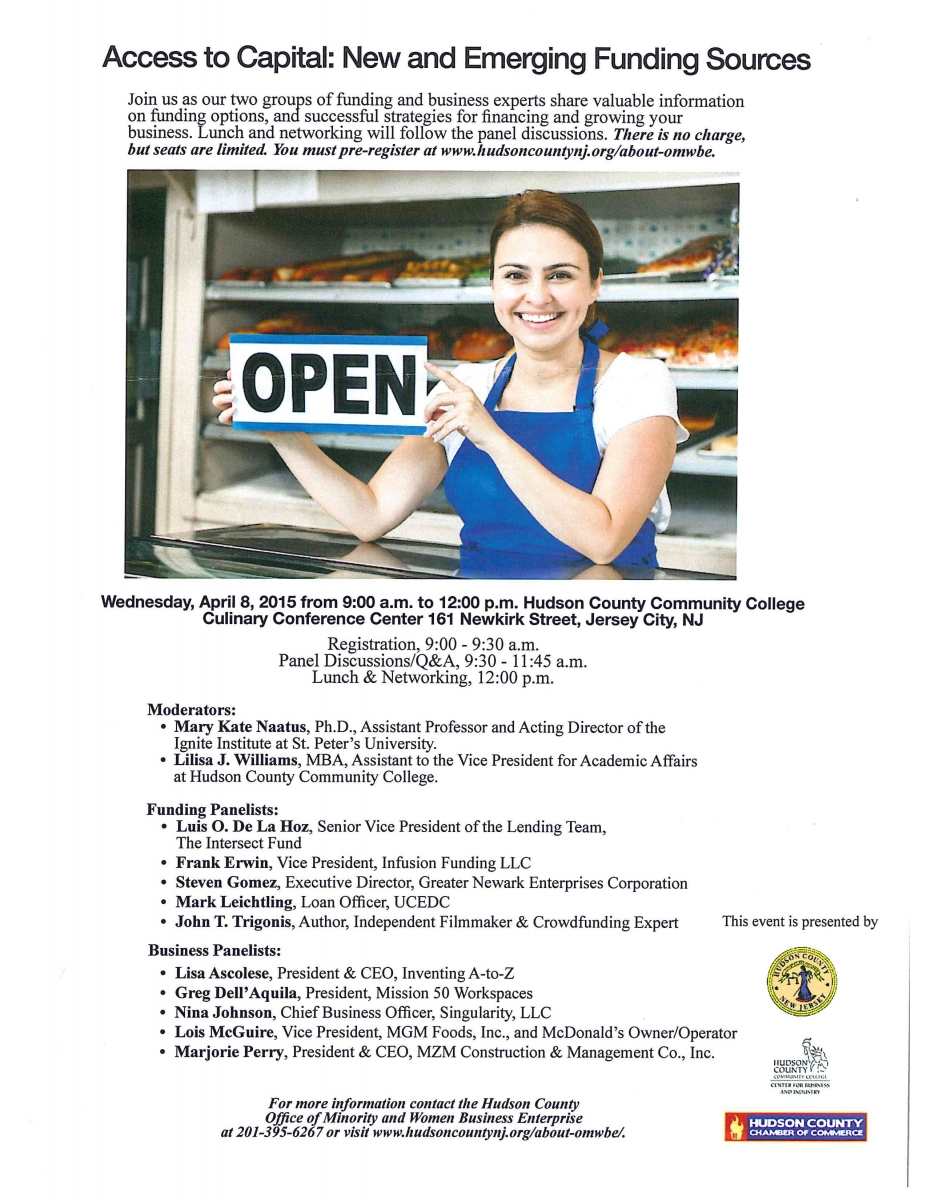 Access to Capital: New and Emerging Funding Sources
Join us as our two groups of funding and business experts share valuable information
on funding options, and successful strategies for financing and growing your
business. Lunch and networking will follow the panel discussions. There is no charge,
but seats are limited. You must pre-register at www.hudsoncountynj.org/about-omwbe.
OPEN
Wednesday, April 8, 2015 from 9:00 a.m. to 12:00 p.m. Hudson County Community College
Culinary Conference Center 161 Newkirk Street, Jersey City, NJ
Registration, 9:00 - 9:30 a.m.
Panel Discussions/Q&A, 9:30 - 11:45 a.m.
Lunch & Networking, 12:00 p.m.
Moderators:
• Mary Kate Naatus, Ph.D., Assistant Professor and Acting Director of the
Ignite Institute at St. Peter's University.
• Lilisa J. Williams, MBA, Assistant to the Vice President for Academic Affairs
at Hudson County Community College.
Funding Panelists:
• Luis O. De La Hoz, Senior Vice President of the Lending Team,
The Intersect Fund
• Frank Erwin, Vice President, Infusion Funding LLC
• Steven Gomez, Executive Director, Greater Newark Enterprises Corporation
• Mark Leichtling, Loan Officer, UCEDC
• John T. Trigonis, Author, Independent Filmmaker & Crowdfunding Expert
Business Panelists:
• Lisa Ascolese, President & CEO, Inventing A-to-Z
• Greg Dell'Aquila, President, Mission 50 Workspaces
• Nina Johnson, Chief Business Officer, Singularity, LLC
• Lois McGuire, Vice President, MGM Foods, Inc., and McDonald's Owner/Operator
• Marjorie Perry, President & CEO, MZM Construction & Management Co., Inc.
This event is presented by
HUDSON COUNTY
NEW JERSEY
HUDSON
COUNTY
COMMUNITY COLLEGE
CENTER FOR BUSINESS
AND INDUSTRY
HUDSON COUNTY
CHAMBER OF COMMERCE
For more information contact the Hudson County
Office of Minority and Women Business Enterprise
at 201-395-6267 or visit www.hudsoncountynj.org/about-omwbe/.